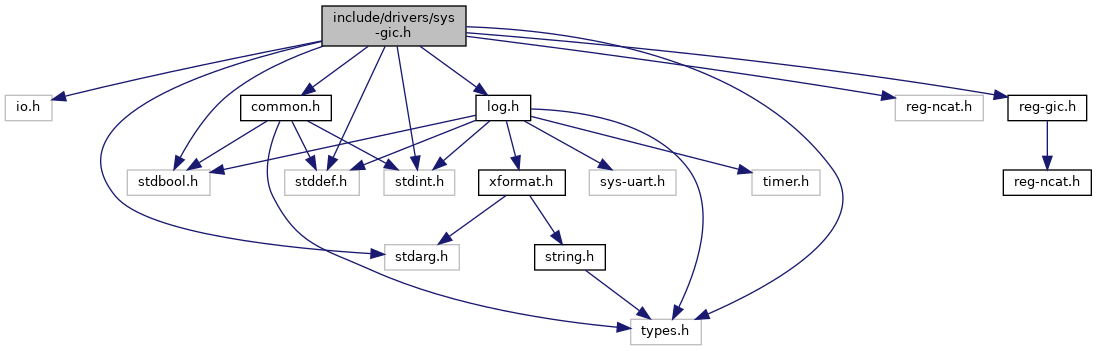 include/drivers/sys
-gic.h
io.h
common.h
log.h
reg-ncat.h
reg-gic.h
stdbool.h
stddef.h
stdint.h
xformat.h
sys-uart.h
timer.h
reg-ncat.h
stdarg.h
string.h
types.h